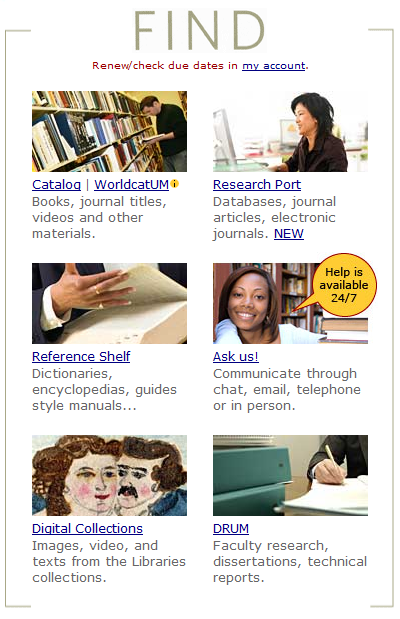 FIND
Renew/check due dates in my account.
Catalog | WorldcatUM
Books, journal titles,
videos and other
materials.
Research Port
Databases, journal
articles, electronic
journals. NEW
Help is
available
24/7
Reference Shelf
Dictionaries,
encyclopedias, guides
style manuals...
Ask us!
Communicate through
chat, email, telephone
or in person.
Digital Collections
Images, video, and
texts from the Libraries
collections.
DRUM
Faculty research,
dissertations, technical
reports.